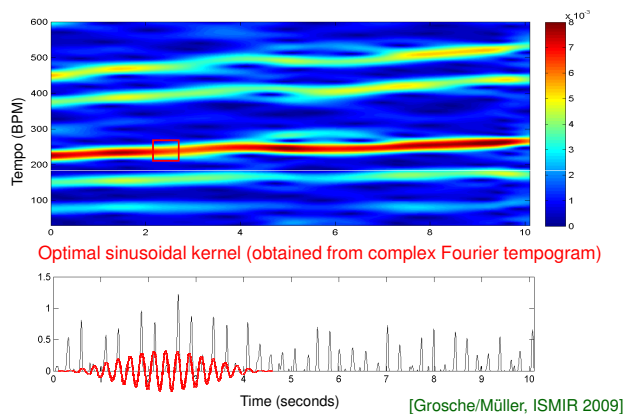 x 10⁻³
600
500
400
300
200
100
Tempo (BPM)
0 2 4 6 8 10
8
7
6
5
4
3
2
1
0
Optimal sinusoidal kernel (obtained from complex Fourier tempogram)
1.5
1
0.5
0
0 1 2 3 4 5 6 7 8 9 10
Time (seconds)
[Grosche/Müller, ISMIR 2009]